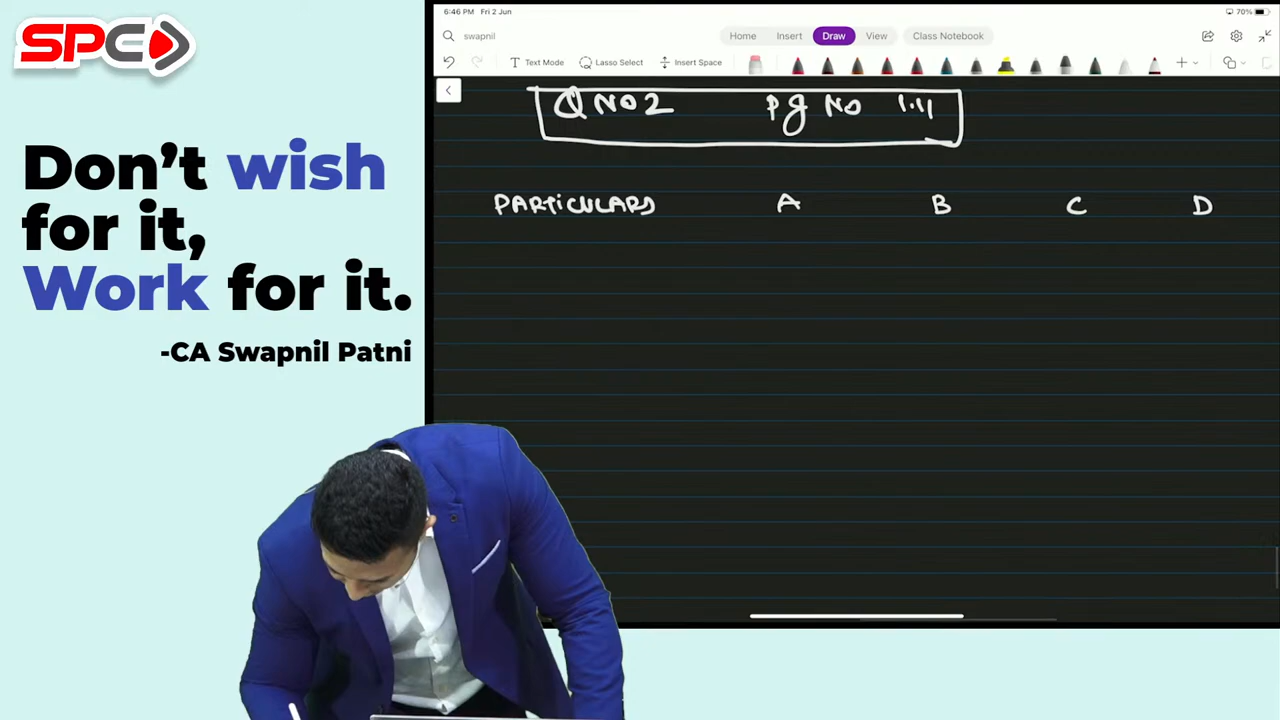 SPC
Don't wish
for it,
Work for it.
-CA Swapnil Patni
6:46 PM Fri 2 Jun
70%
swapnil
Home Insert Draw View Class Notebook
Text Mode Lasso Select Insert Space
Q NO 2 Pg No 1.11
PARTICULARS A B C D